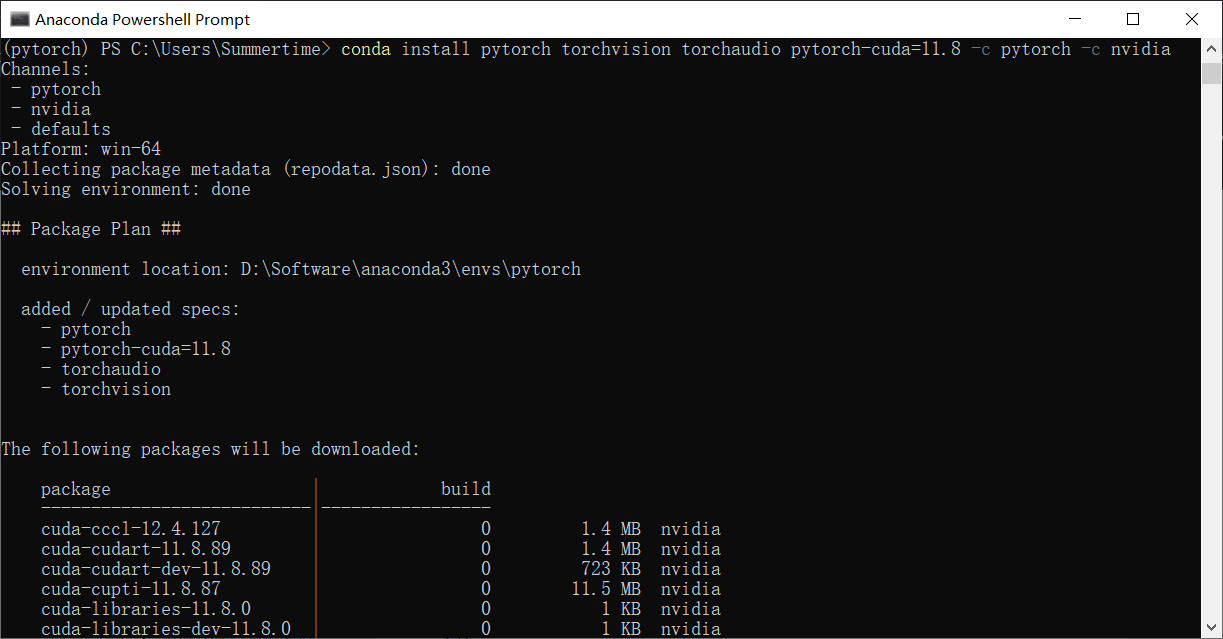 Anaconda Powershell Prompt
(pytorch) PS C:\Users\Summertime> conda install pytorch torchvision torchaudio pytorch-cuda=11.8 -c pytorch -c nvidia
Channels:
 - pytorch
 - nvidia
 - defaults
Platform: win-64
Collecting package metadata (repodata.json): done
Solving environment: done
## Package Plan ##
  environment location: D:\Software\anaconda3\envs\pytorch
  added / updated specs:
    - pytorch
    - pytorch-cuda=11.8
    - torchaudio
    - torchvision
The following packages will be downloaded:
    package                    |            build
    ---------------------------|-----------------
    cuda-cccl-12.4.127         |                0         1.4 MB  nvidia
    cuda-cudart-11.8.89        |                0         1.4 MB  nvidia
    cuda-cudart-dev-11.8.89    |                0         723 KB  nvidia
    cuda-cupti-11.8.87         |                0        11.5 MB  nvidia
    cuda-libraries-11.8.0      |                0           1 KB  nvidia
    cuda-libraries-dev-11.8.0  |                0           1 KB  nvidia